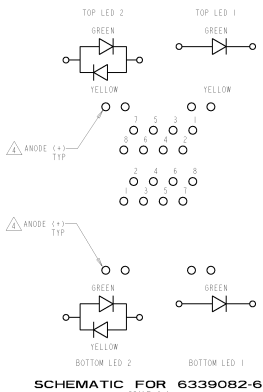 TOP LED 2 TOP LED 1
GREEN GREEN
YELLOW YELLOW
7 5 3 1
4 ANODE (+)
TYP
8 6 4 2
2 4 6 8
1 3 5 7
4 ANODE (+)
TYP
GREEN GREEN
YELLOW
BOTTOM LED 2 BOTTOM LED 1
SCHEMATIC FOR 6339082-6